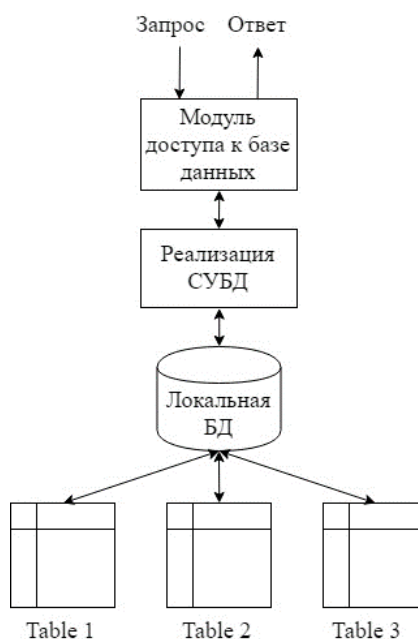 Запрос Ответ
Модуль
доступа к базе
данных
Реализация
СУБД
Локальная
БД
Table 1 Table 2 Table 3